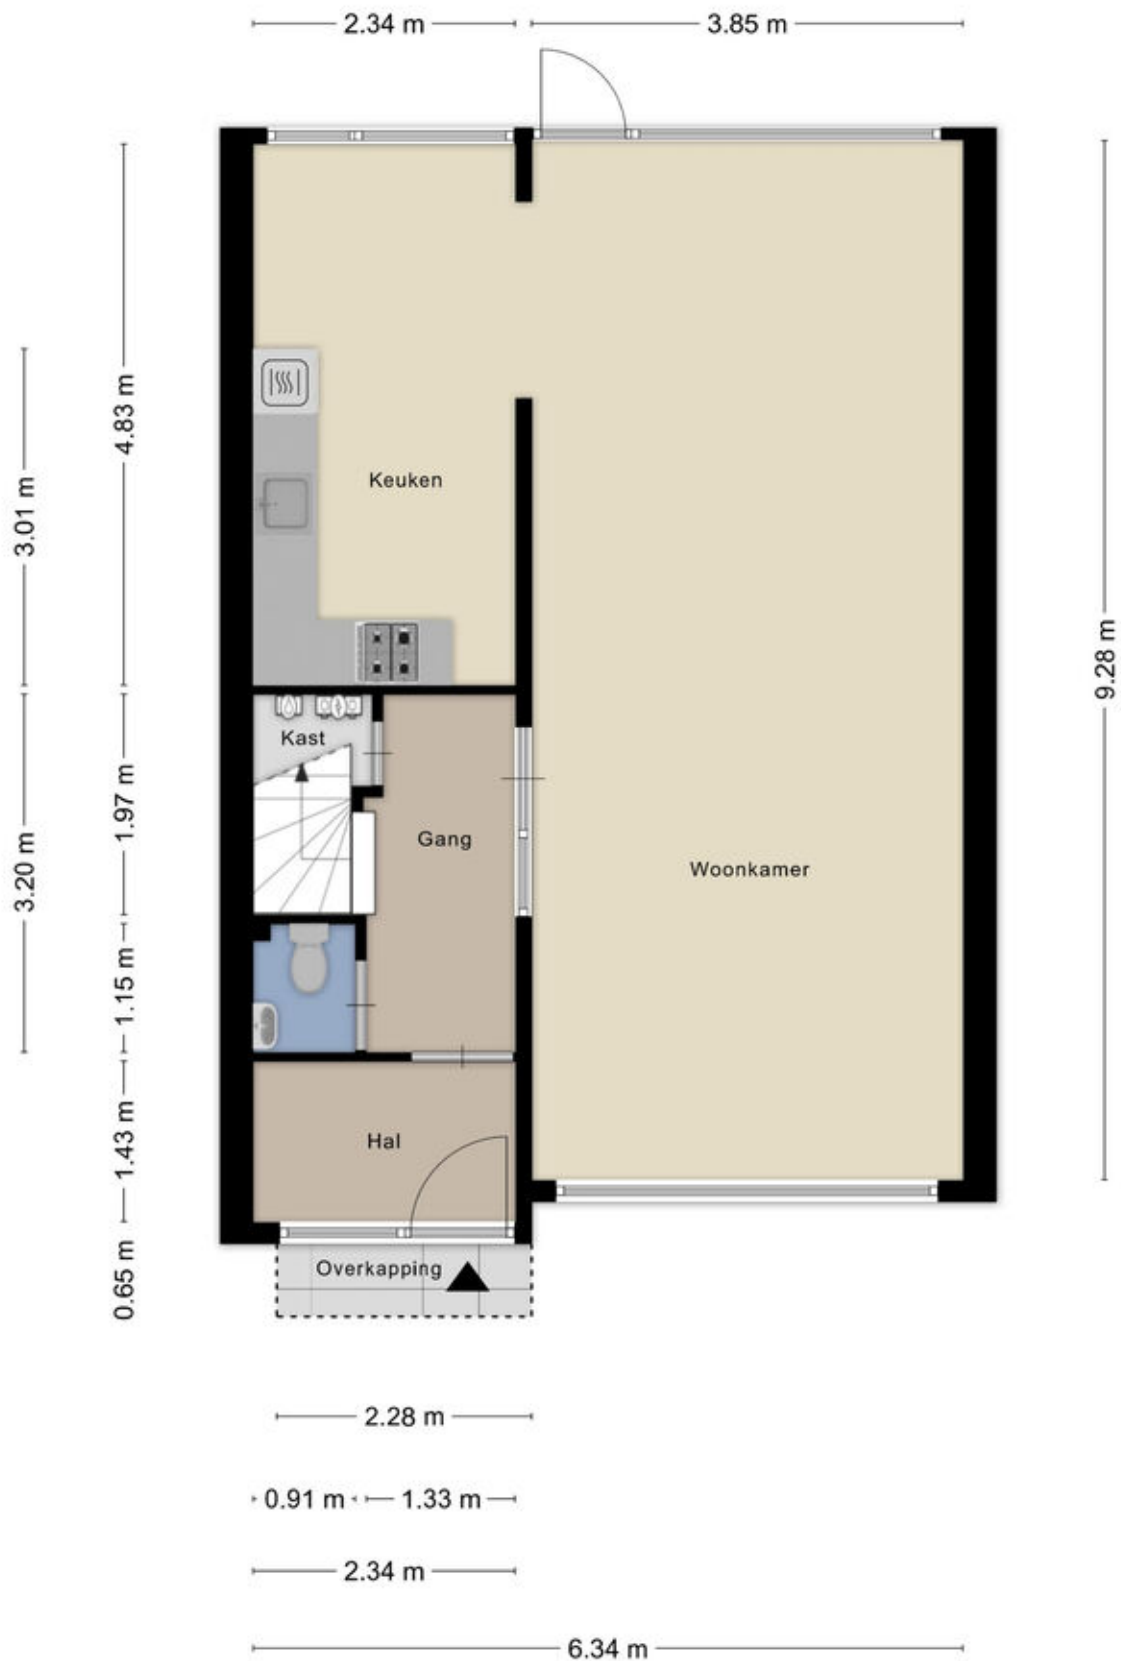 2.34 m
3.85 m
4.83 m
3.01 m
9.28 m
Keuken
Kast
1.97 m
Gang
3.20 m
Woonkamer
1.15 m
1.43 m
Hal
0.65 m
Overkapping
2.28 m
0.91 m
1.33 m
2.34 m
6.34 m